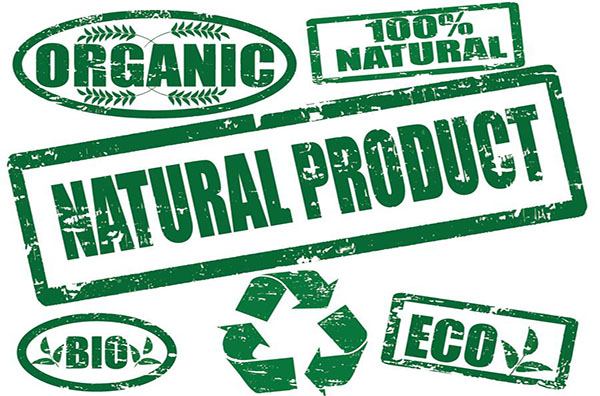 ORGANIC
100%
NATURAL
NATURAL PRODUCT
BIO
ECO